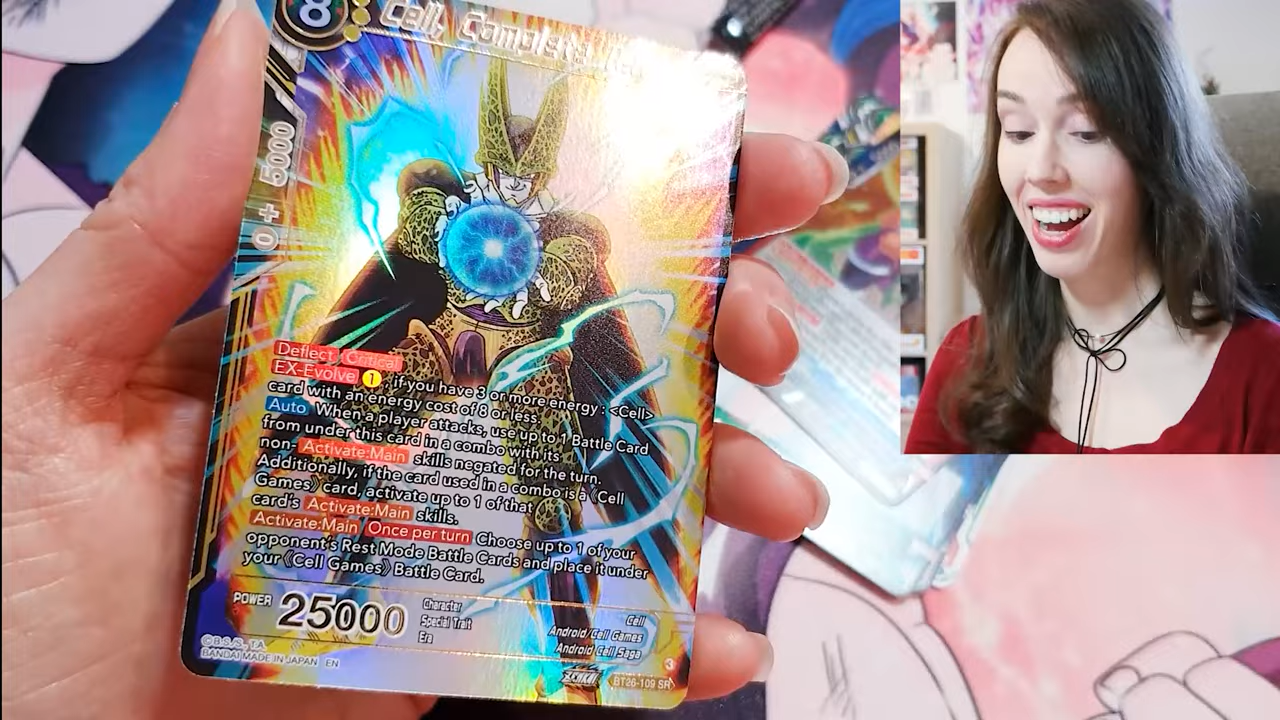 8
Cell, Complete
0 + 5000
Deflect Critical
EX-Evolve 1 , if you have 3 or more energy : <Cell>
card with an energy cost of 8 or less.
Auto When a player attacks, use up to 1 Battle Card
from under this card in a combo with its
non- Activate:Main skills negated for the turn.
Additionally, if the card used in a combo is a 《Cell
Games》 card, activate up to 1 of that
card's Activate:Main skills.
Activate:Main Once per turn Choose up to 1 of your
opponent's Rest Mode Battle Cards and place it under
your 《Cell Games》 Battle Card.
POWER 25000
Character Cell
Special Trait Android/Cell Games
Era Android Cell Saga
©B.S./S., T.A.
BANDAI MADE IN JAPAN EN
3
BT26-109 SR